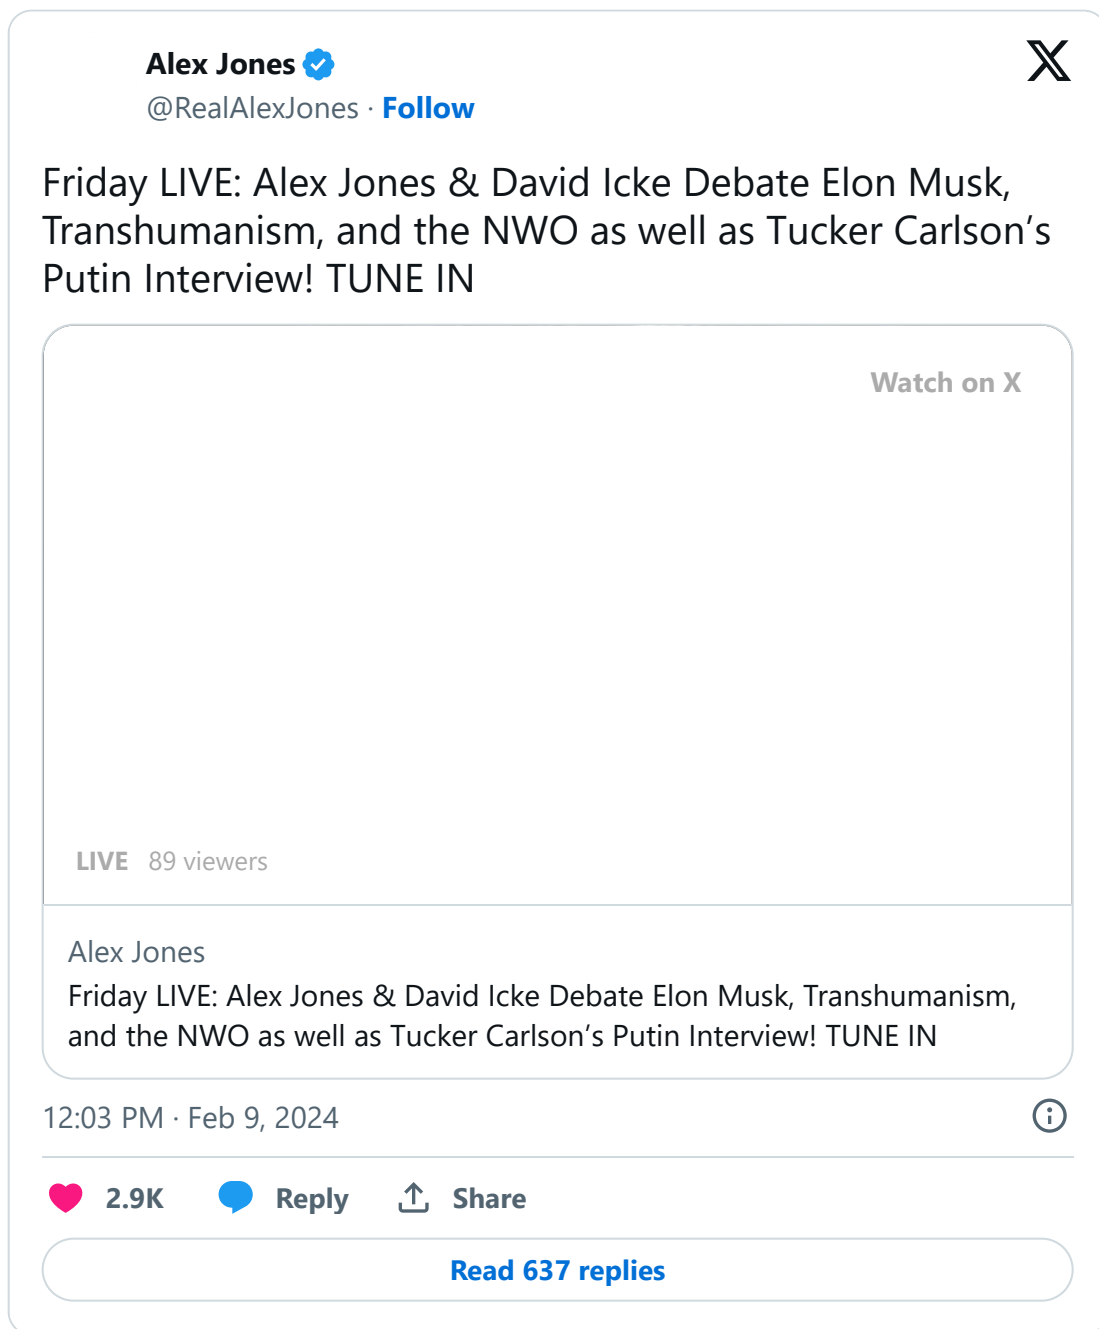 Alex Jones
@RealAlexJones · Follow
Friday LIVE: Alex Jones & David Icke Debate Elon Musk,
Transhumanism, and the NWO as well as Tucker Carlson’s
Putin Interview! TUNE IN
Watch on X
LIVE 89 viewers
Alex Jones
Friday LIVE: Alex Jones & David Icke Debate Elon Musk, Transhumanism,
and the NWO as well as Tucker Carlson’s Putin Interview! TUNE IN
12:03 PM · Feb 9, 2024
2.9K Reply Share
Read 637 replies